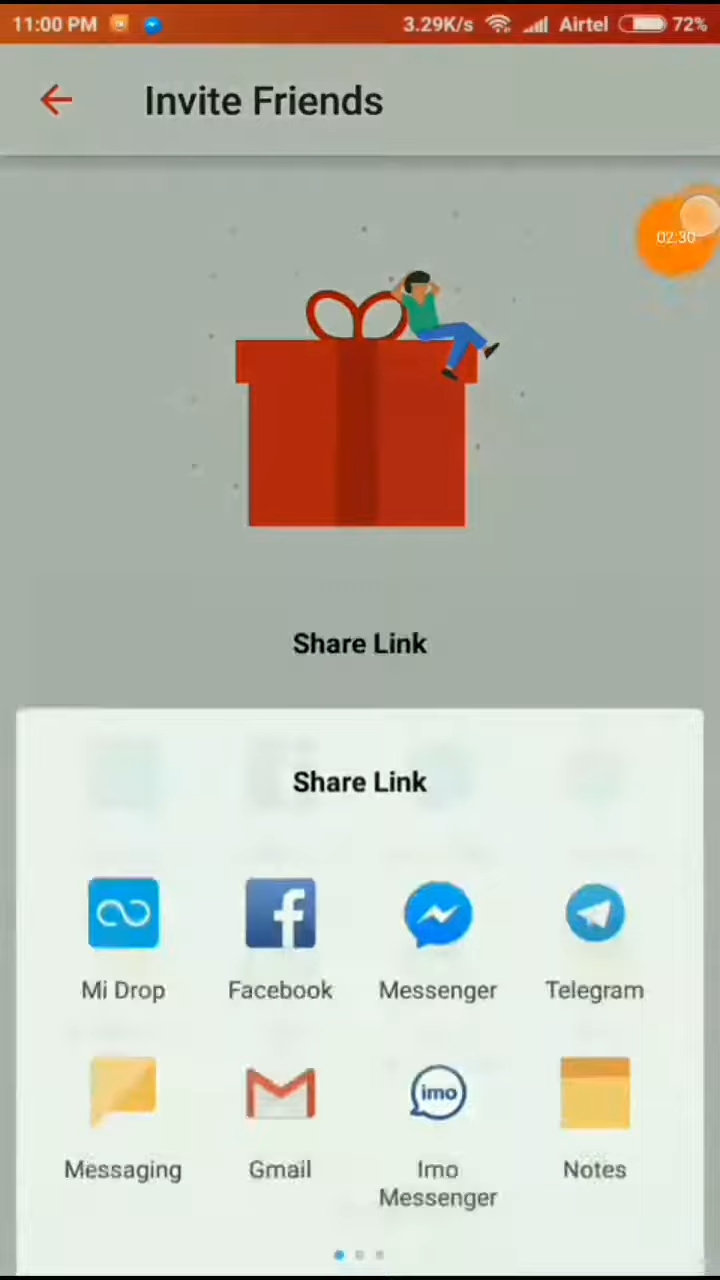 11:00 PM 3.29K/s Airtel 72%
Invite Friends
02:30
Share Link
Share Link
Mi Drop Facebook Messenger Telegram
imo
Messaging Gmail Imo Messenger Notes